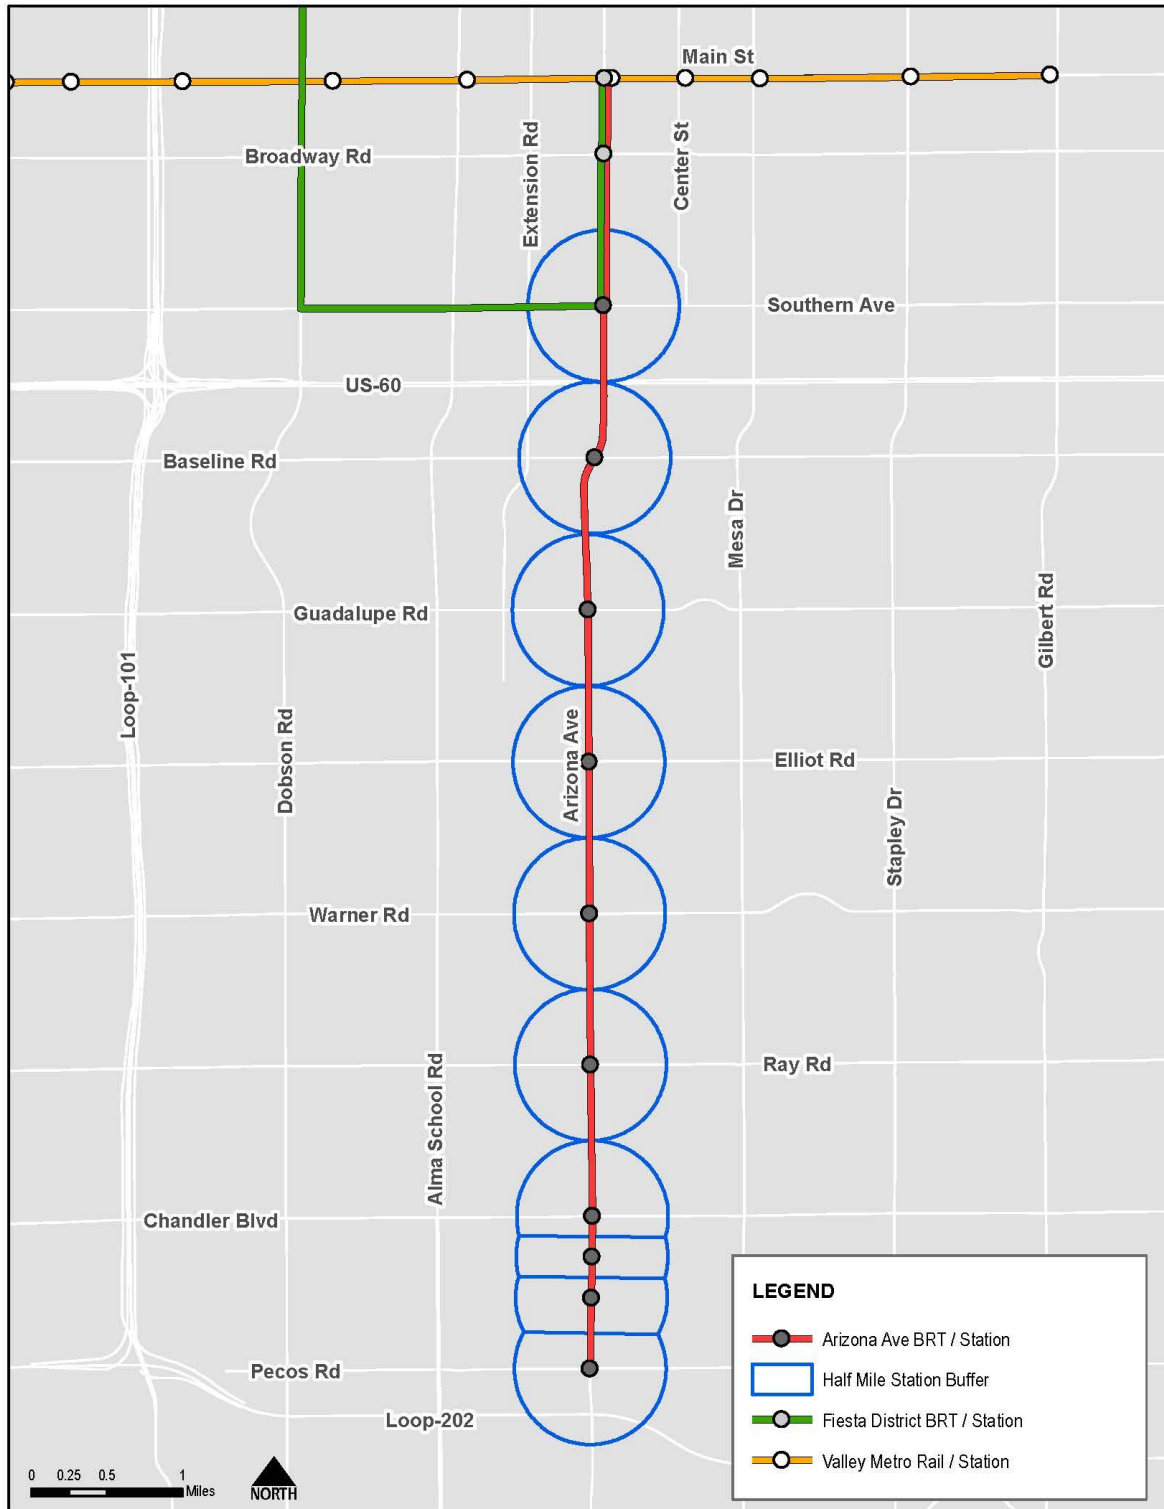 Main St
Broadway Rd
Extension Rd
Center St
Southern Ave
US-60
Baseline Rd
Mesa Dr
Guadalupe Rd
Gilbert Rd
Loop-101
Dobson Rd
Arizona Ave
Elliot Rd
Stapley Dr
Warner Rd
Alma School Rd
Ray Rd
Chandler Blvd
Pecos Rd
Loop-202
0 0.25 0.5 1
Miles
NORTH
LEGEND
Arizona Ave BRT / Station
Half Mile Station Buffer
Fiesta District BRT / Station
Valley Metro Rail / Station